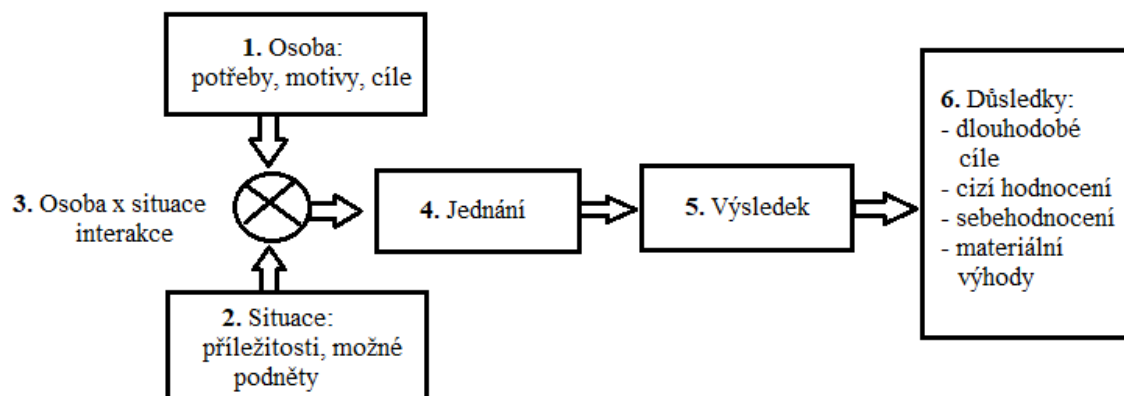 1. Osoba:
potřeby, motivy, cíle
3. Osoba x situace
interakce
2. Situace:
příležitosti, možné
podněty
4. Jednání
5. Výsledek
6. Důsledky:
- dlouhodobé
cíle
- cizí hodnocení
- sebehodnocení
- materiální
výhody